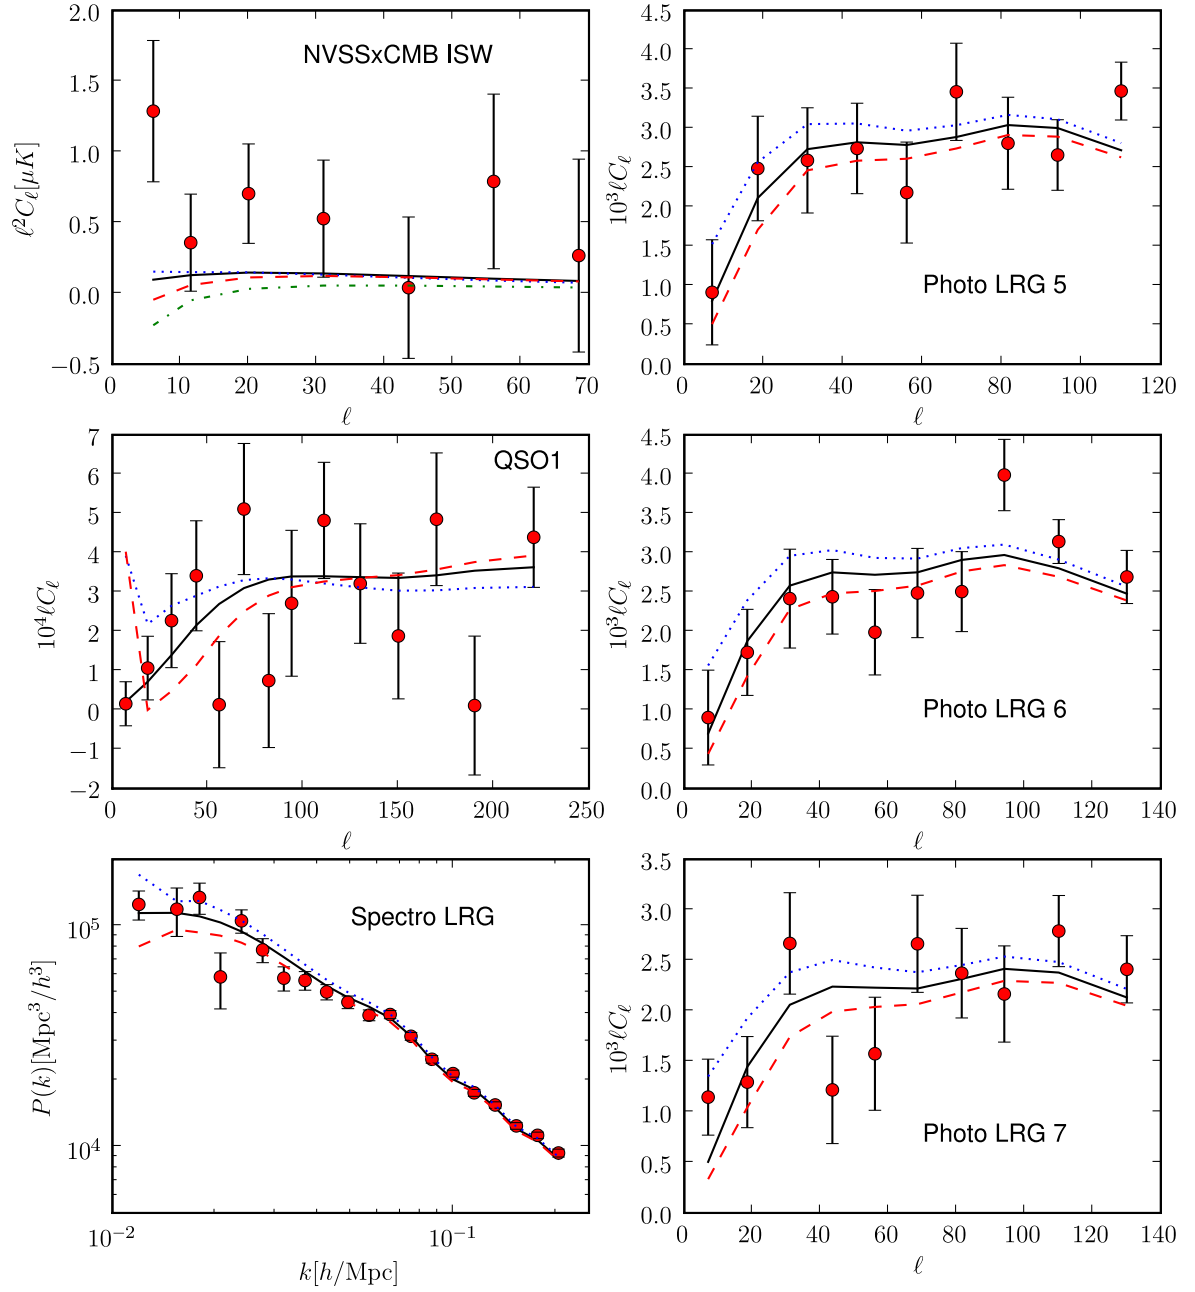 2.0
1.5
1.0
0.5
0.0
−0.5
ℓ²C_ℓ[μK]
NVSSxCMB ISW
0 10 20 30 40 50 60 70
ℓ
4.5
4.0
3.5
3.0
2.5
2.0
1.5
1.0
0.5
0.0
10³ℓC_ℓ
Photo LRG 5
0 20 40 60 80 100 120
ℓ
7
6
5
4
3
2
1
0
−1
−2
10⁴ℓC_ℓ
QSO1
0 50 100 150 200 250
ℓ
4.5
4.0
3.5
3.0
2.5
2.0
1.5
1.0
0.5
0.0
10³ℓC_ℓ
Photo LRG 6
0 20 40 60 80 100 120 140
ℓ
10⁵
10⁴
P(k)[Mpc³/h³]
Spectro LRG
10⁻² 10⁻¹
k[h/Mpc]
3.5
3.0
2.5
2.0
1.5
1.0
0.5
0.0
10³ℓC_ℓ
Photo LRG 7
0 20 40 60 80 100 120 140
ℓ